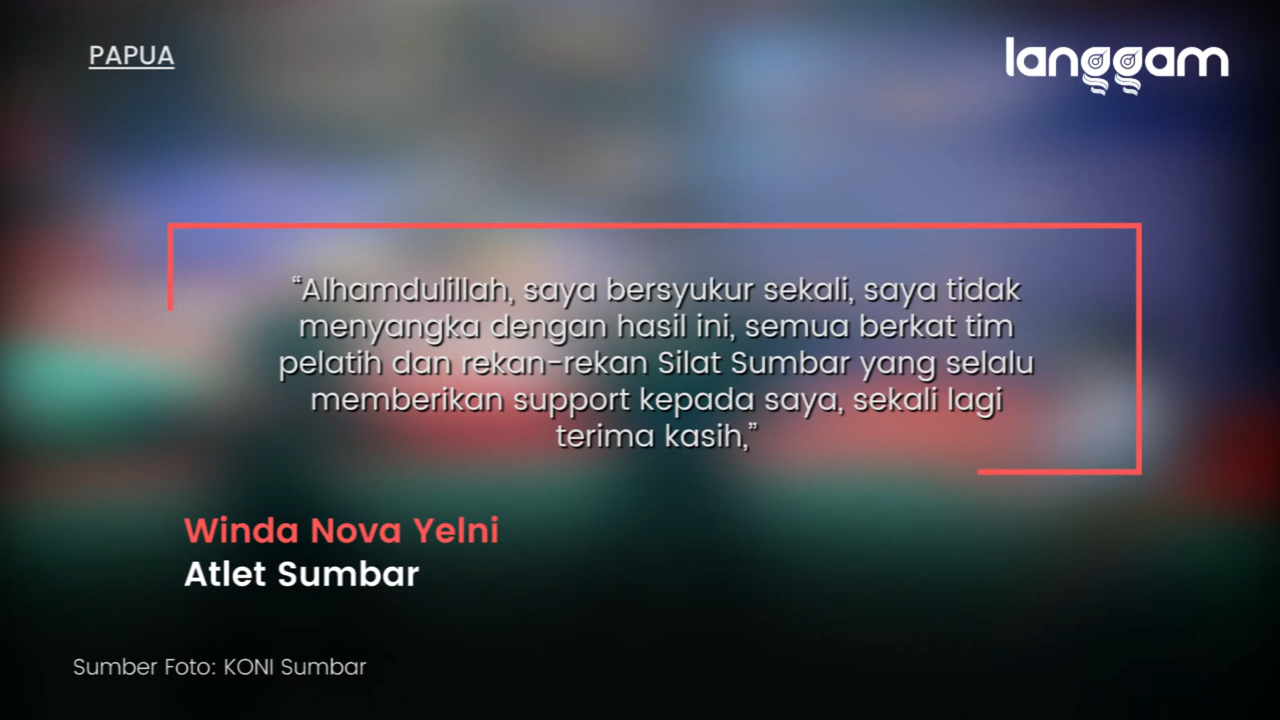 PAPUA
langgam
“Alhamdulillah, saya bersyukur sekali, saya tidak
menyangka dengan hasil ini, semua berkat tim
pelatih dan rekan-rekan Silat Sumbar yang selalu
memberikan support kepada saya, sekali lagi
terima kasih,”
Winda Nova Yelni
Atlet Sumbar
Sumber Foto: KONI Sumbar